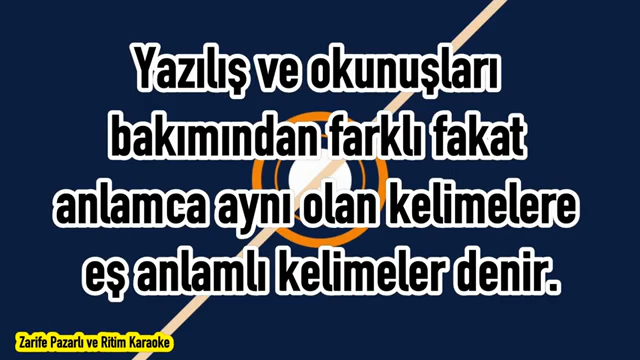 Yazılış ve okunuşları
bakımından farklı fakat
anlamca aynı olan kelimelere
eş anlamlı kelimeler denir.
Zarife Pazarlı ve Ritim Karaoke